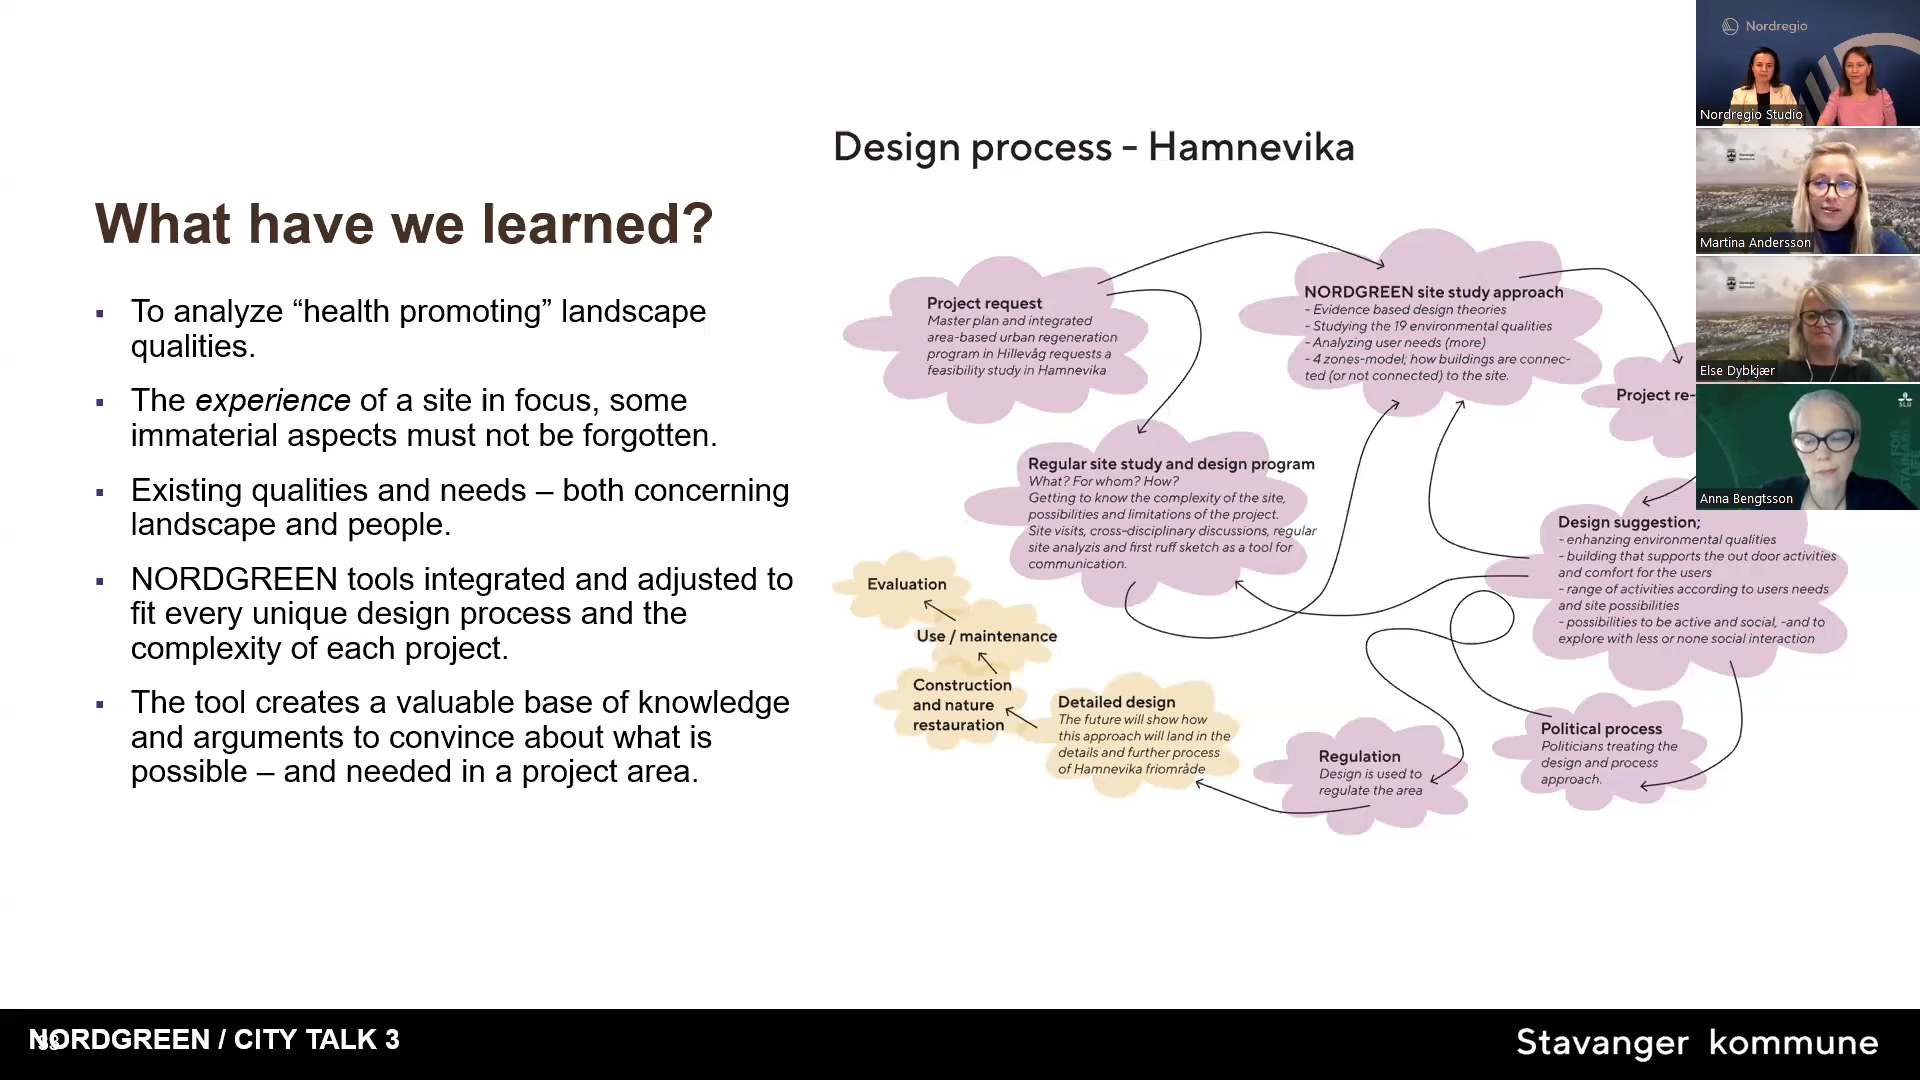 What have we learned?
To analyze “health promoting” landscape
qualities.
The experience of a site in focus, some
immaterial aspects must not be forgotten.
Existing qualities and needs – both concerning
landscape and people.
NORDGREEN tools integrated and adjusted to
fit every unique design process and the
complexity of each project.
The tool creates a valuable base of knowledge
and arguments to convince about what is
possible – and needed in a project area.
Design process - Hamnevika
Project request
Master plan and integrated
area-based urban regeneration
program in Hillevåg requests a
feasibility study in Hamnevika
NORDGREEN site study approach
- Evidence based design theories
- Studying the 19 environmental qualities
- Analyzing user needs (more)
- 4 zones-model; how buildings are connec-
ted (or not connected) to the site.
Project re-
Regular site study and design program
What? For whom? How?
Getting to know the complexity of the site,
possibilities and limitations of the project.
Site visits, cross-disciplinary discussions, regular
site analyzis and first ruff sketch as a tool for
communication.
Design suggestion;
- enhanzing environmental qualities
- building that supports the out door activities
and comfort for the users
- range of activities according to users needs
and site possibilities
- possibilities to be active and social, -and to
explore with less or none social interaction
Evaluation
Use / maintenance
Construction
and nature
restauration
Detailed design
The future will show how
this approach will land in the
details and further process
of Hamnevika friområde
Regulation
Design is used to
regulate the area
Political process
Politicians treating the
design and process
approach.
Nordregio
Nordregio Studio
Stavanger
kommune
Martina Andersson
Else Dybkjær
SLU
Anna Bengtsson
NORDGREEN / CITY TALK 3
Stavanger kommune